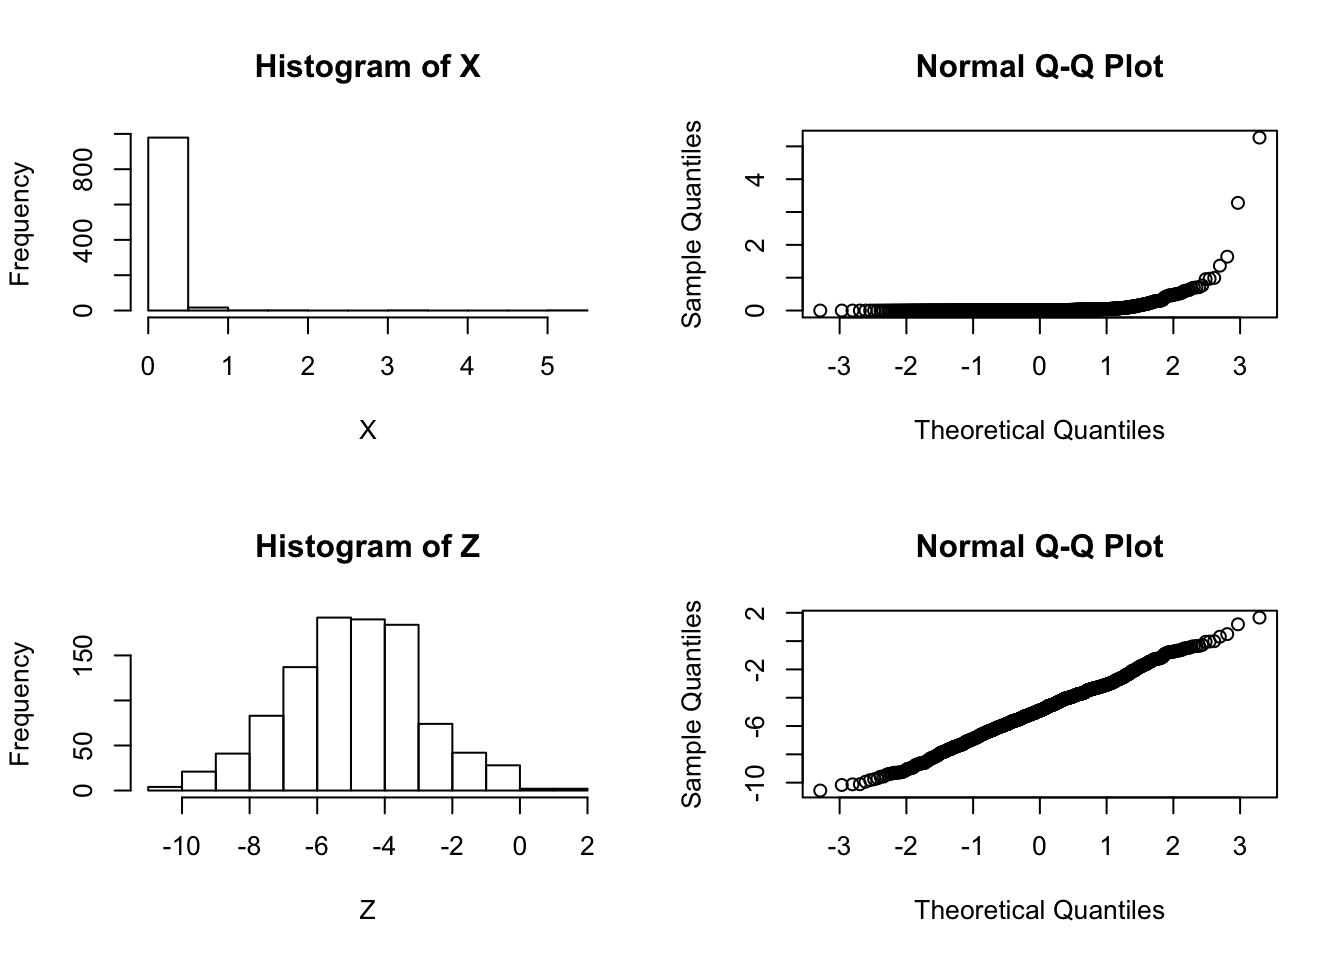 Histogram of X
Frequency
0 400 800
0 1 2 3 4 5
X
Normal Q-Q Plot
Sample Quantiles
0 2 4
-3 -2 -1 0 1 2 3
Theoretical Quantiles
Histogram of Z
Frequency
0 50 150
-10 -8 -6 -4 -2 0 2
Z
Normal Q-Q Plot
Sample Quantiles
-10 -6 -2 2
-3 -2 -1 0 1 2 3
Theoretical Quantiles